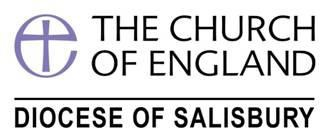 THE CHURCH
OF ENGLAND
DIOCESE OF SALISBURY